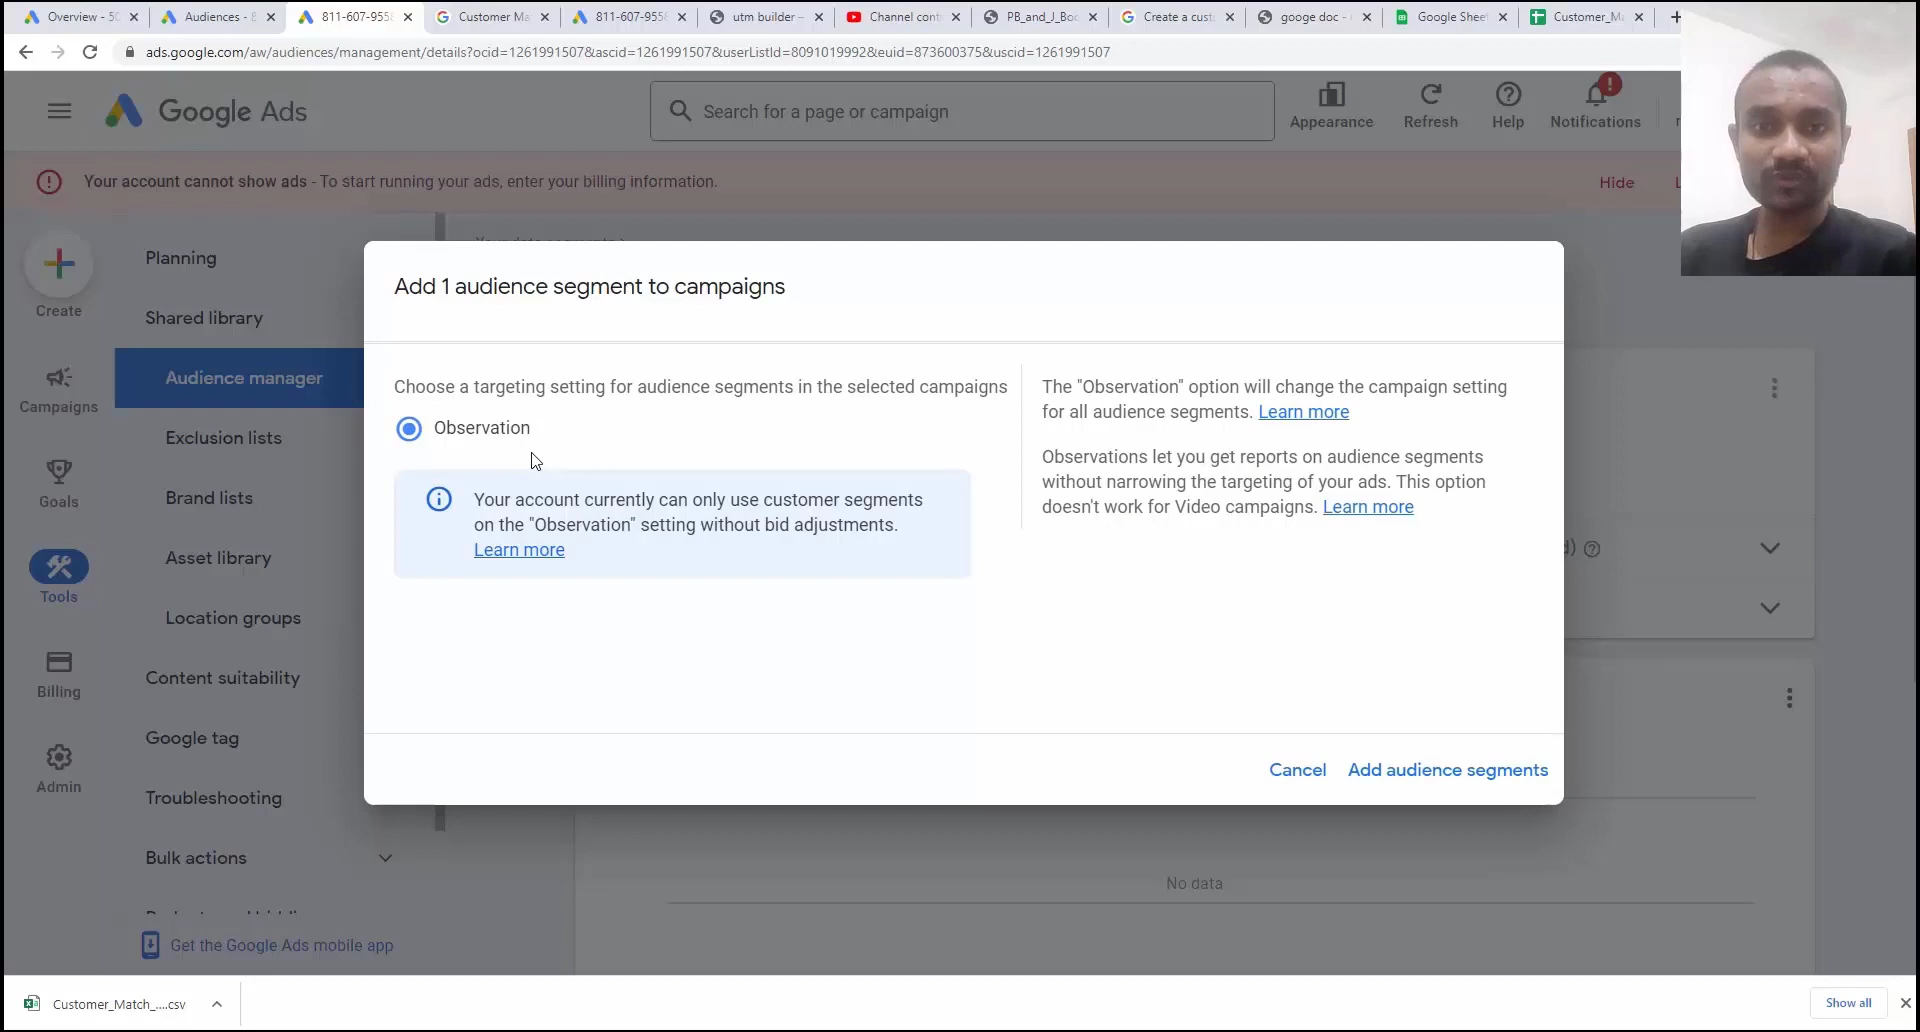 Overview - 50
Audiences -
811-607-9558
Customer Ma
811-607-9558
utm builder –
Channel cont
PB_and_J_Boo
Create a cust
googe doc -
Google Sheet
Customer_M
ads.google.com/aw/audiences/management/details?ocid=1261991507&ascid=1261991507&userListId=8091019992&euid=873600375&uscid=1261991507
Google Ads
Search for a page or campaign
Appearance
Refresh
Help
Notifications
Your account cannot show ads - To start running your ads, enter your billing information.
Hide
Create
Campaigns
Goals
Tools
Billing
Admin
Planning
Shared library
Audience manager
Exclusion lists
Brand lists
Asset library
Location groups
Content suitability
Google tag
Troubleshooting
Bulk actions
Get the Google Ads mobile app
Add 1 audience segment to campaigns
Choose a targeting setting for audience segments in the selected campaigns
Observation
Your account currently can only use customer segments
on the "Observation" setting without bid adjustments.
Learn more
The "Observation" option will change the campaign setting
for all audience segments. Learn more
Observations let you get reports on audience segments
without narrowing the targeting of your ads. This option
doesn't work for Video campaigns. Learn more
Cancel
Add audience segments
No data
Customer_Match_....csv
Show all